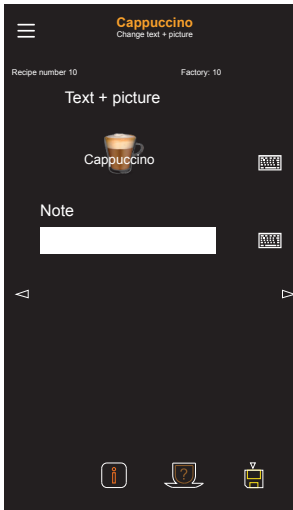 Cappuccino
Change text + picture
Recipe number 10 Factory: 10
Text + picture
Cappuccino
Note
i
?